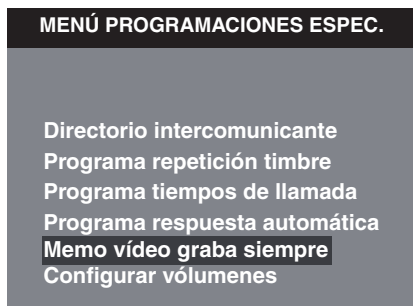 MENÚ PROGRAMACIONES ESPEC.
Directorio intercomunicante
Programa repetición timbre
Programa tiempos de llamada
Programa respuesta automática
Memo vídeo graba siempre
Configurar vólumenes